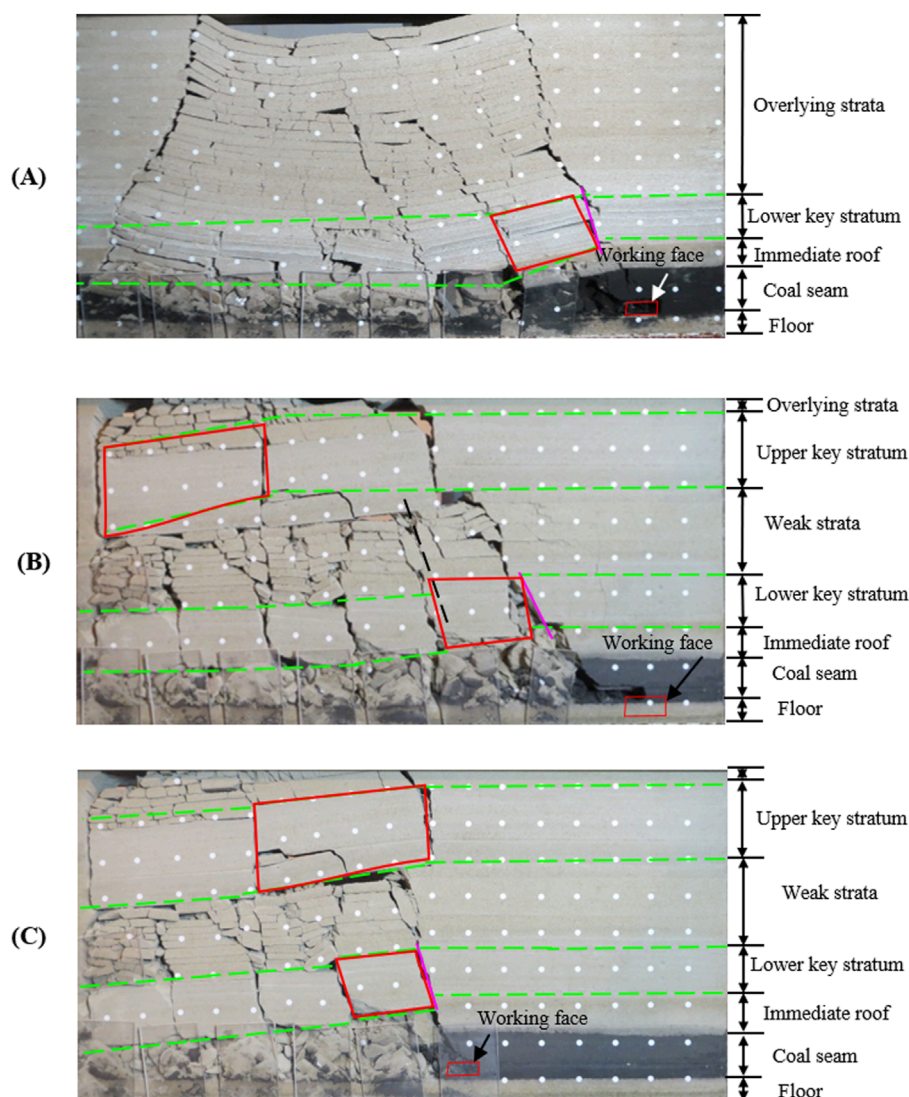 Overlying strata
(A)
Lower key stratum
Immediate roof
Working face
Coal seam
Floor
Overlying strata
Upper key stratum
Weak strata
(B)
Lower key stratum
Working face
Immediate roof
Coal seam
Floor
Upper key stratum
Weak strata
(C)
Lower key stratum
Immediate roof
Working face
Coal seam
Floor